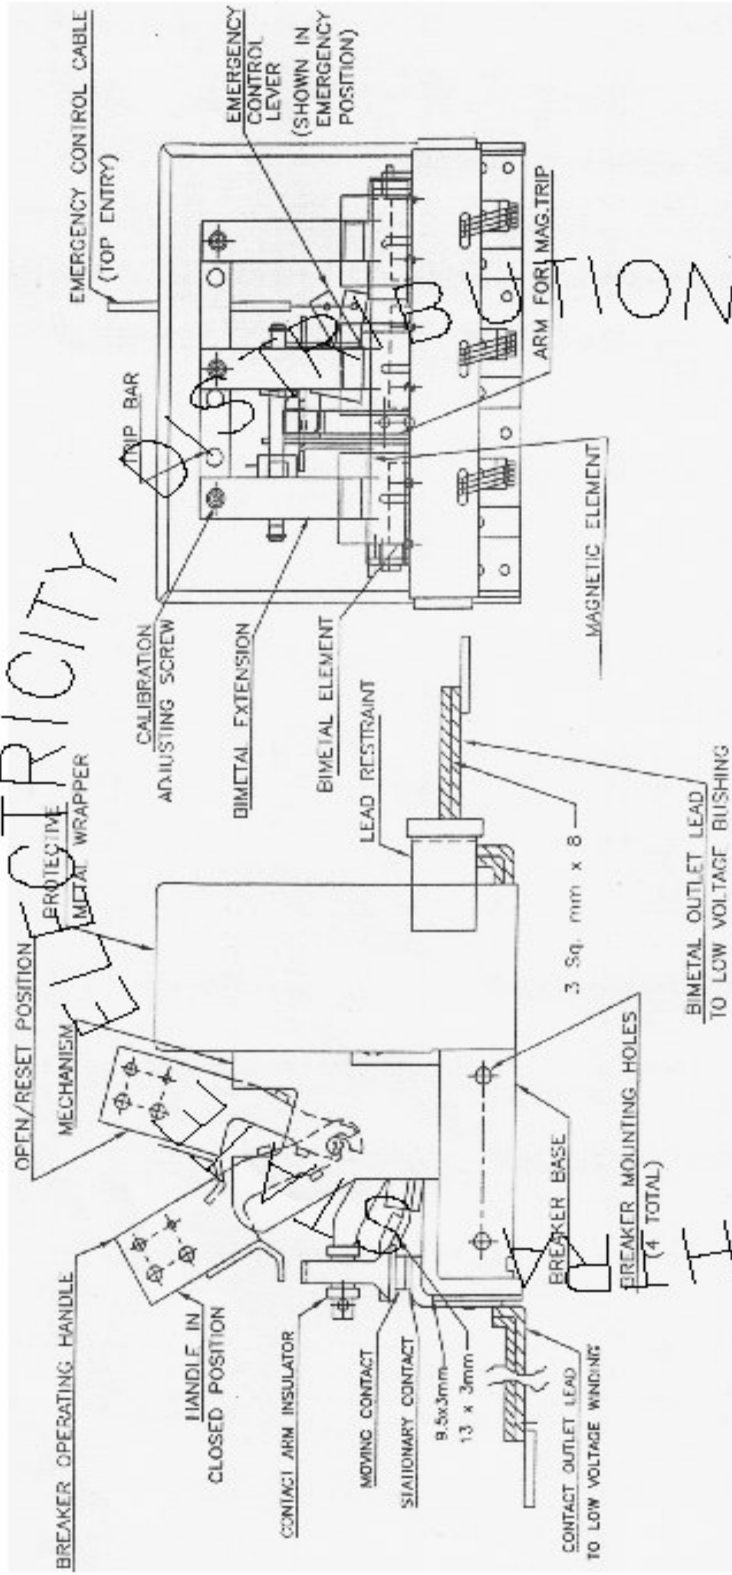 BREAKER OPERATING HANDLE
OPEN/RESET POSITION
MECHANISM
BROTECTIVE
METAL WRAPPER
HANDLE IN
CLOSED POSITION
CONTACT ARM INSULATOR
MOVING CONTACT
STATIONARY CONTACT
9.5x3mm
13 x 3mm
CONTACT OUTLET LEAD
TO LOW VOLTAGE WINDING
BREAKER BASE
BREAKER MOUNTING HOLES
(4 TOTAL)
LEAD RESTRAINT
3 Sq. mm x 8
BIMETAL OUTLET LEAD
TO LOW VOLTAGE BUSHING
EMERGENCY CONTROL CABLE
(TOP ENTRY)
TRIP BAR
CALIBRATION
ADJUSTING SCREW
BIMETAL EXTENSION
BIMETAL ELEMENT
EMERGENCY
CONTROL
LEVER
(SHOWN IN
EMERGENCY
POSITION)
ARM FOR MAG.TRIP
MAGNETIC ELEMENT
ELECTRICITY DISTRIBUTION